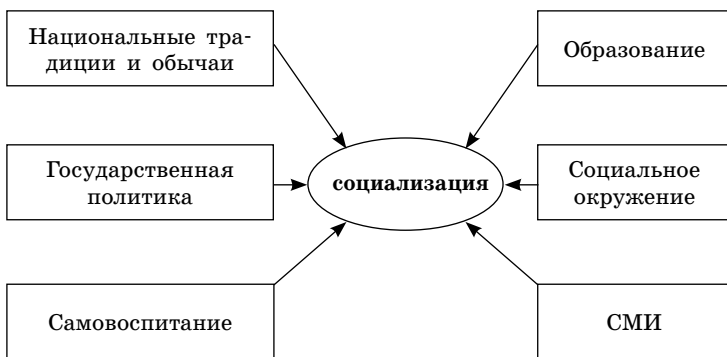 Национальные тра-
диции и обычаи
Образование
Государственная
политика
социализация
Социальное
окружение
Самовоспитание
СМИ